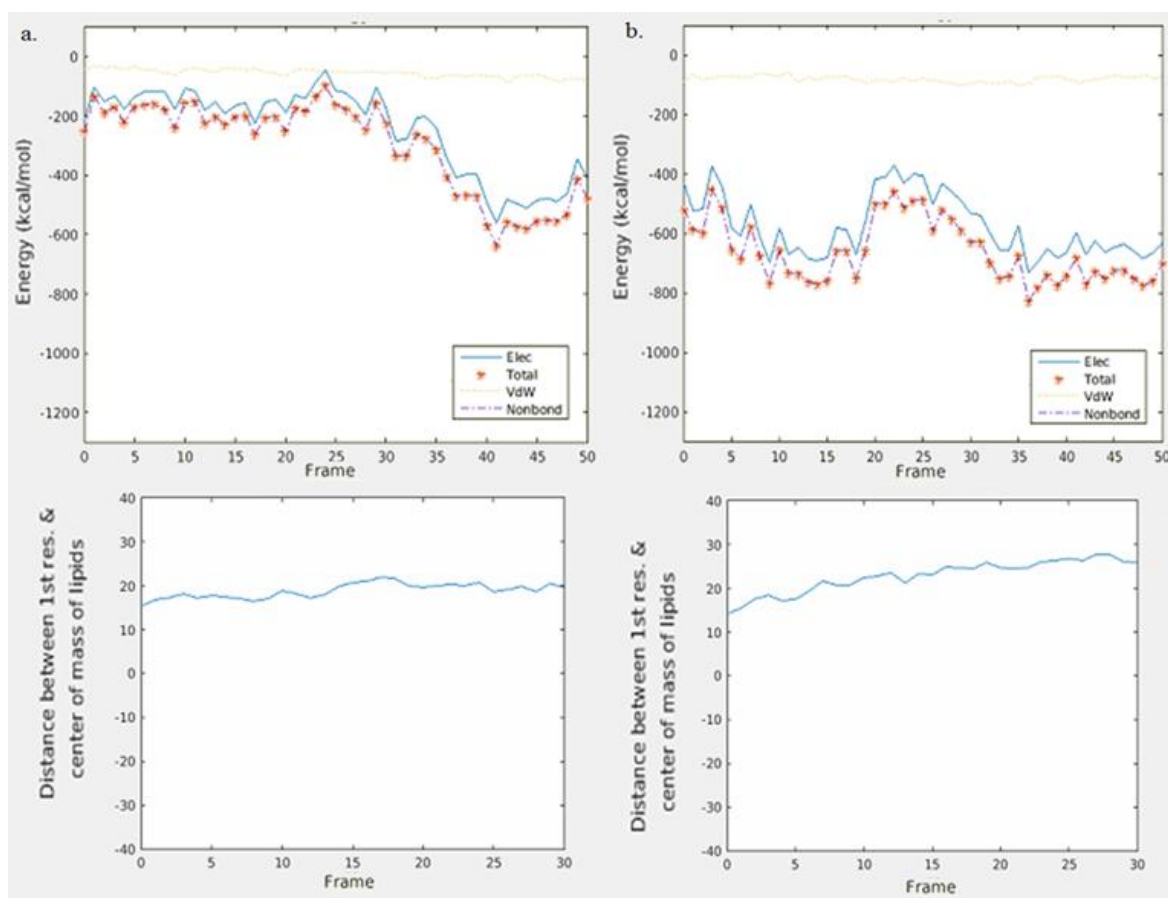 a.
0
-200
-400
-600
-800
-1000
-1200
Energy (kcal/mol)
Elec
Total
VdW
Nonbond
0 5 10 15 20 25 30 35 40 45 50
Frame
b.
0
-200
-400
-600
-800
-1000
-1200
Energy (kcal/mol)
Elec
Total
VdW
Nonbond
0 5 10 15 20 25 30 35 40 45 50
Frame
Distance between 1st res. &
center of mass of lipids
40
30
20
10
0
-10
-20
-30
-40
0 5 10 15 20 25 30
Frame
Distance between 1st res. &
center of mass of lipids
40
30
20
10
0
-10
-20
-30
-40
0 5 10 15 20 25 30
Frame